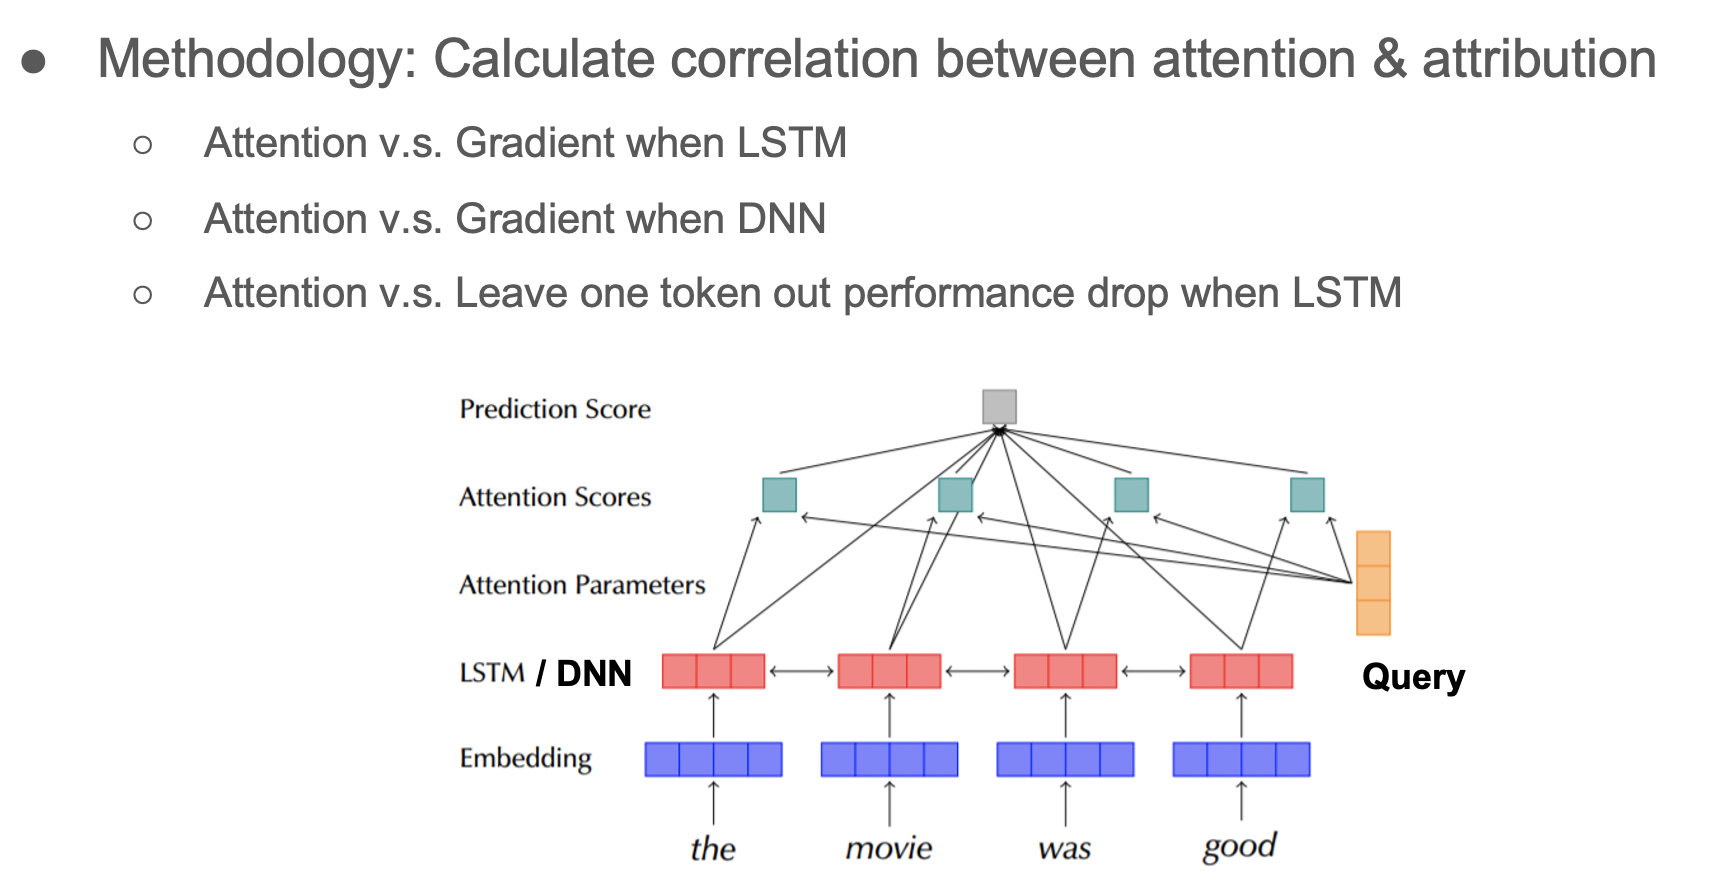 ● Methodology: Calculate correlation between attention & attribution
○ Attention v.s. Gradient when LSTM
○ Attention v.s. Gradient when DNN
○ Attention v.s. Leave one token out performance drop when LSTM
Prediction Score
Attention Scores
Attention Parameters
LSTM / DNN
Query
Embedding
the movie was good